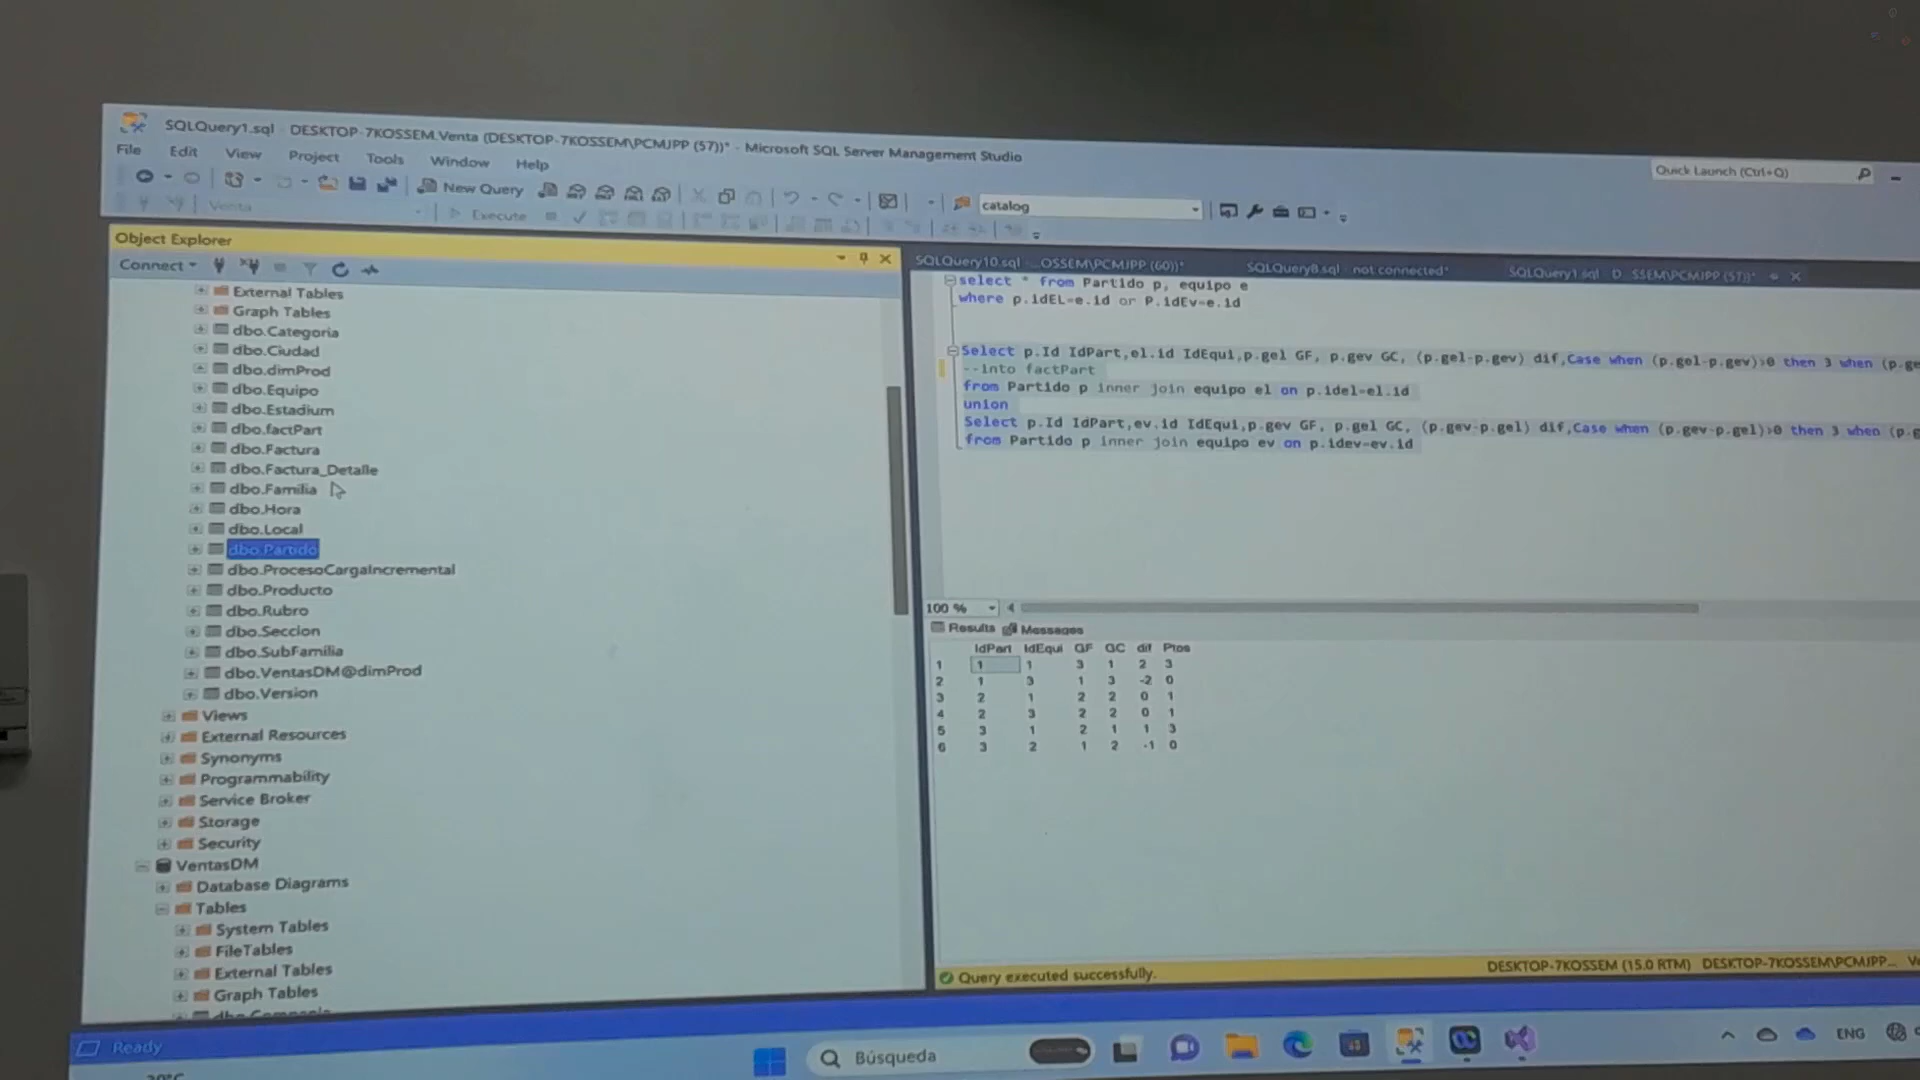 SQLQuery1.sql - DESKTOP-7KOSSEM.Venta (DESKTOP-7KOSSEM\PCMJPP (57))* - Microsoft SQL Server Management Studio
Quick Launch (Ctrl+Q)
File Edit View Project Tools Window Help
New Query
catalog
Venta
Execute
Object Explorer
Connect
External Tables
Graph Tables
dbo.Categoria
dbo.Ciudad
dbo.dimProd
dbo.Equipo
dbo.Estadium
dbo.factPart
dbo.Factura
dbo.Factura_Detalle
dbo.Familia
dbo.Hora
dbo.Local
dbo.Partido
dbo.ProcesoCargaIncremental
dbo.Producto
dbo.Rubro
dbo.Seccion
dbo.SubFamilia
dbo.VentasDM@dimProd
dbo.Version
Views
External Resources
Synonyms
Programmability
Service Broker
Storage
Security
VentasDM
Database Diagrams
Tables
System Tables
FileTables
External Tables
Graph Tables
SQLQuery10.sql -...OSSEM\PCMJPP (60))*
SQLQuery8.sql - not connected*
SQLQuery1.sql - D...SSEM\PCMJPP (57))*
select * from Partido p, equipo e
where p.idEL=e.id or P.idEv=e.id
Select p.Id IdPart,el.id IdEqui,p.gel GF, p.gev GC, (p.gel-p.gev) dif,Case when (p.gel-p.gev)>0 then 3 when (p.ge
--into factPart
from Partido p inner join equipo el on p.idel=el.id
union
Select p.Id IdPart,ev.id IdEqui,p.gev GF, p.gel GC, (p.gev-p.gel) dif,Case when (p.gev-p.gel)>0 then 3 when (p.g
from Partido p inner join equipo ev on p.idev=ev.id
100 %
Results Messages
IdPart IdEqui GF GC dif Ptos
1 1 1 3 1 2 3
2 1 3 1 3 -2 0
3 2 1 2 2 0 1
4 2 3 2 2 0 1
5 3 1 2 1 1 3
6 3 2 1 2 -1 0
Query executed successfully.
DESKTOP-7KOSSEM (15.0 RTM) DESKTOP-7KOSSEM\PCMJPP...
Ready
Búsqueda
ENG